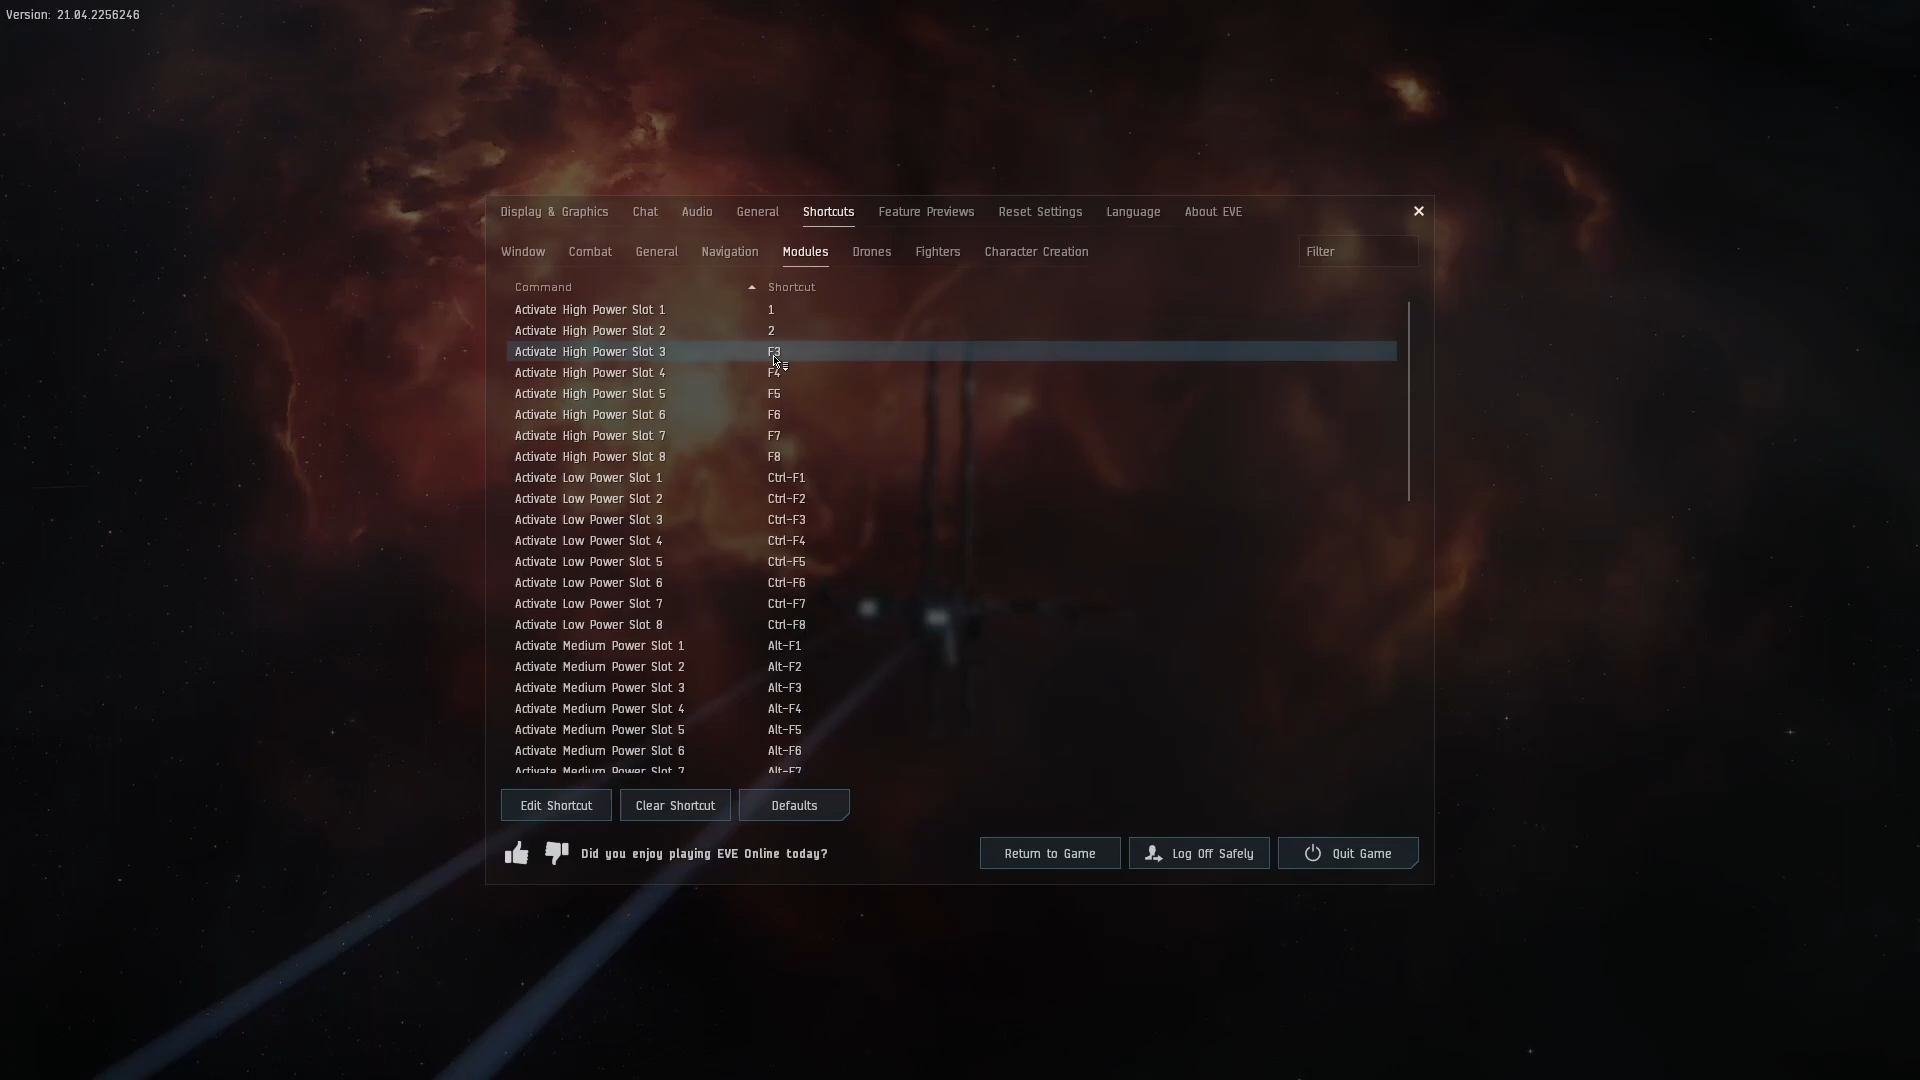 Version: 21.04.2256246
Display & Graphics Chat Audio General Shortcuts Feature Previews Reset Settings Language About EVE
Window Combat General Navigation Modules Drones Fighters Character Creation Filter
Command Shortcut
Activate High Power Slot 1 1
Activate High Power Slot 2 2
Activate High Power Slot 3 F3
Activate High Power Slot 4 F4
Activate High Power Slot 5 F5
Activate High Power Slot 6 F6
Activate High Power Slot 7 F7
Activate High Power Slot 8 F8
Activate Low Power Slot 1 Ctrl-F1
Activate Low Power Slot 2 Ctrl-F2
Activate Low Power Slot 3 Ctrl-F3
Activate Low Power Slot 4 Ctrl-F4
Activate Low Power Slot 5 Ctrl-F5
Activate Low Power Slot 6 Ctrl-F6
Activate Low Power Slot 7 Ctrl-F7
Activate Low Power Slot 8 Ctrl-F8
Activate Medium Power Slot 1 Alt-F1
Activate Medium Power Slot 2 Alt-F2
Activate Medium Power Slot 3 Alt-F3
Activate Medium Power Slot 4 Alt-F4
Activate Medium Power Slot 5 Alt-F5
Activate Medium Power Slot 6 Alt-F6
Activate Medium Power Slot 7 Alt-F7
Edit Shortcut Clear Shortcut Defaults
Did you enjoy playing EVE Online today? Return to Game Log Off Safely Quit Game